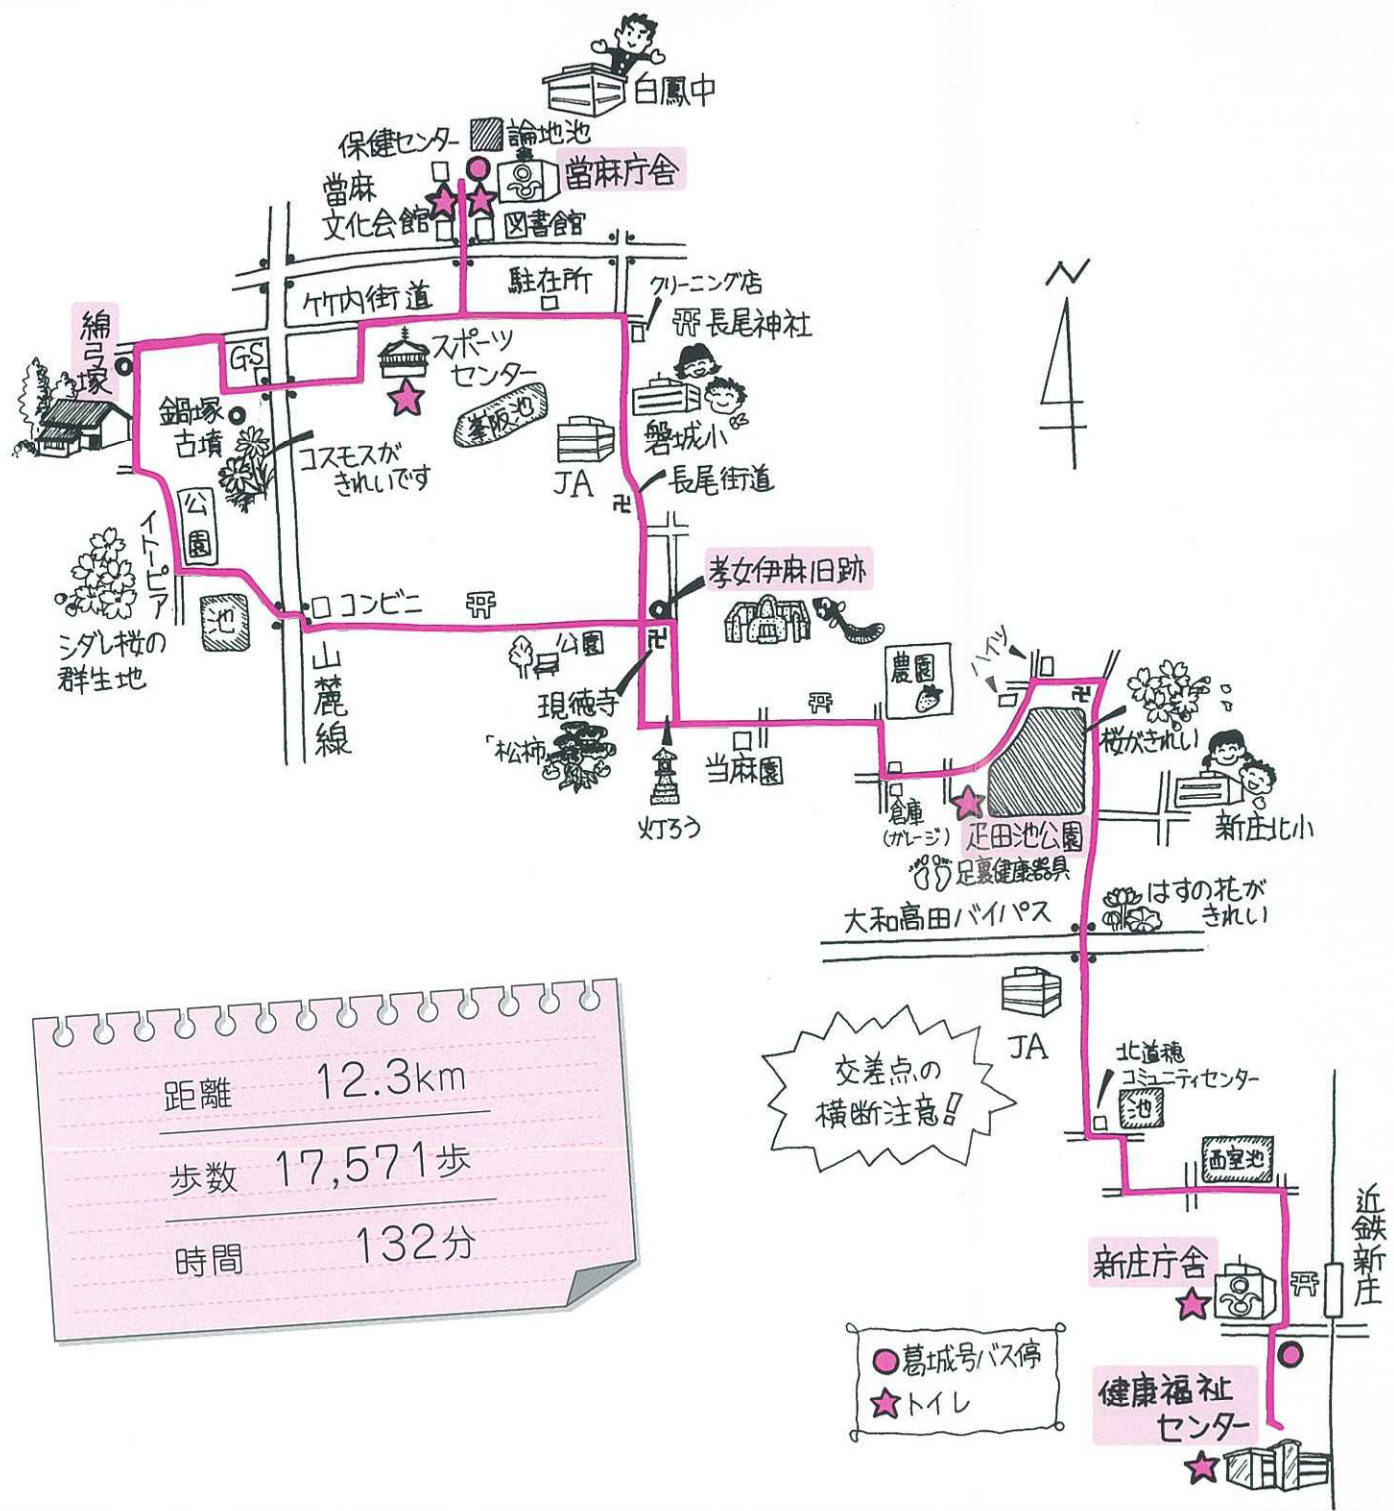 白鳳中
保健センター
論地池
當麻庁舎
當麻
文化会館
図書館
竹内街道
駐在所
クリーニング店
长尾神社
綿弓塚
GS
スポーツ
センター
鍋塚
古墳
コスモスが
きれいです
峯阪池
JA
磐城小
長尾街道
公園
イトーピア
シダレ桜の
群生地
池
コンビニ
山麓線
孝女伊麻旧跡
公園
現徳寺
「松柿」
灯ろう
当麻園
農園
ハイツ
桜がきれい
倉庫
(ガレージ)
疋田池公園
足裏健康器具
新庄北小
大和高田バイパス
はすの花が
きれい
JA
交差点の
横断注意!
北道穂
コミュニティセンター
池
西室池
近鉄新庄
新庄庁舎
健康福祉
センター
葛城号バス停
トイレ
距離 12.3km
歩数 17,571歩
時間 132分
N